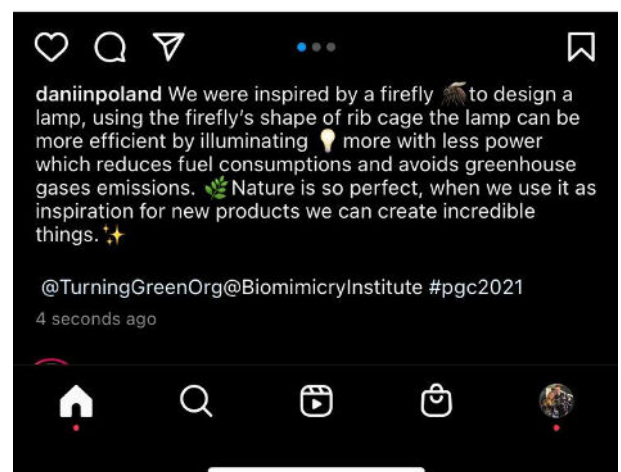 daniinpoland We were inspired by a firefly 🦟to design a
lamp, using the firefly's shape of rib cage the lamp can be
more efficient by illuminating 💡 more with less power
which reduces fuel consumptions and avoids greenhouse
gases emissions. 🌿Nature is so perfect, when we use it as
inspiration for new products we can create incredible
things.✨
@TurningGreenOrg@BiomimicryInstitute #pgc2021
4 seconds ago